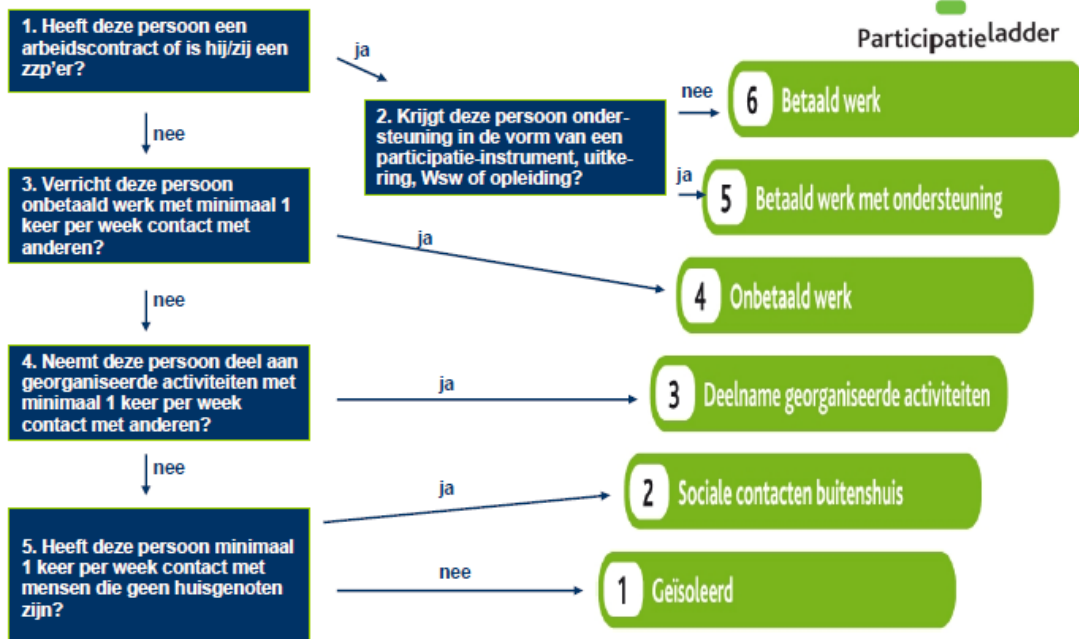 Participatieladder
1. Heeft deze persoon een
arbeidscontract of is hij/zij een
zzp'er?
ja
nee
2. Krijgt deze persoon onder-
steuning in de vorm van een
participatie-instrument, uitke-
ring, Wsw of opleiding?
nee
6 Betaald werk
ja
5 Betaald werk met ondersteuning
3. Verricht deze persoon
onbetaald werk met minimaal 1
keer per week contact met
anderen?
ja
4 Onbetaald werk
nee
4. Neemt deze persoon deel aan
georganiseerde activiteiten met
minimaal 1 keer per week
contact met anderen?
ja
3 Deelname georganiseerde activiteiten
nee
5. Heeft deze persoon minimaal
1 keer per week contact met
mensen die geen huisgenoten
zijn?
ja
2 Sociale contacten buitenshuis
nee
1 Geïsoleerd